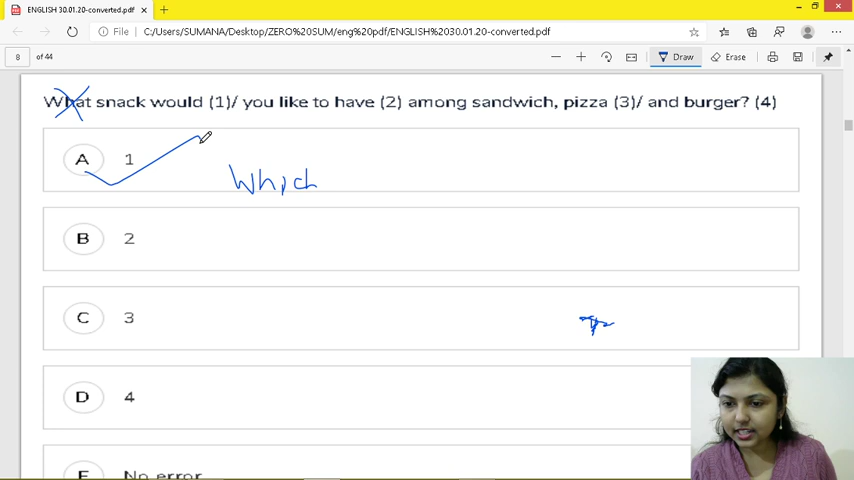 ENGLISH 30.01.20-converted.pdf
File
C:/Users/SUMANA/Desktop/ZERO%20SUM/eng%20pdf/ENGLISH%2030.01.20-converted.pdf
8 of 44
Draw
Erase
What snack would (1)/ you like to have (2) among sandwich, pizza (3)/ and burger? (4)
A 1
Which
B 2
C 3
D 4
E No error